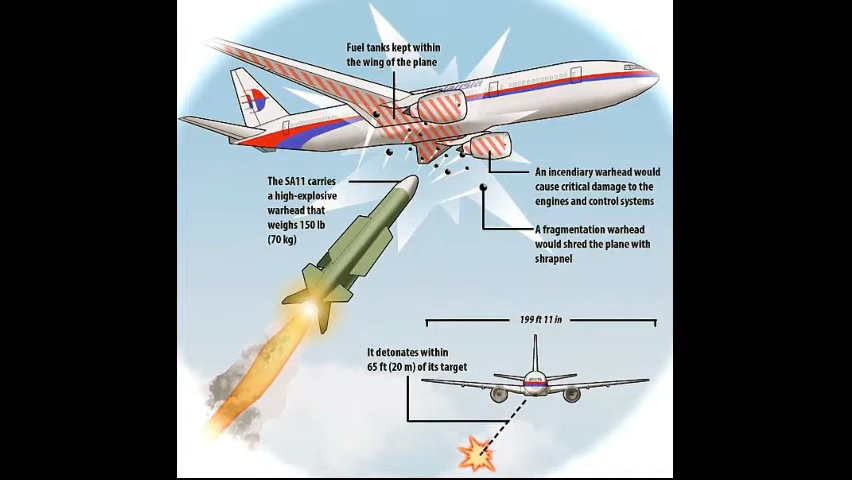 Fuel tanks kept within
the wing of the plane
The SA11 carries
a high-explosive
warhead that
weighs 150 lb
(70 kg)
An incendiary warhead would
cause critical damage to the
engines and control systems
A fragmentation warhead
would shred the plane with
shrapnel
199 ft 11 in
It detonates within
65 ft (20 m) of its target